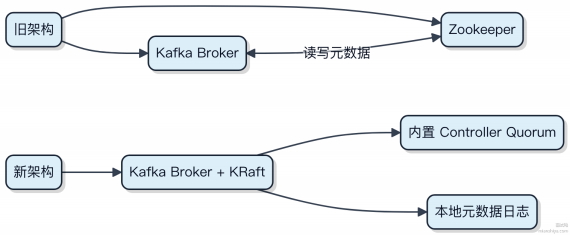 旧架构
Zookeeper
Kafka Broker
读写元数据
内置 Controller Quorum
新架构
Kafka Broker + KRaft
本地元数据日志